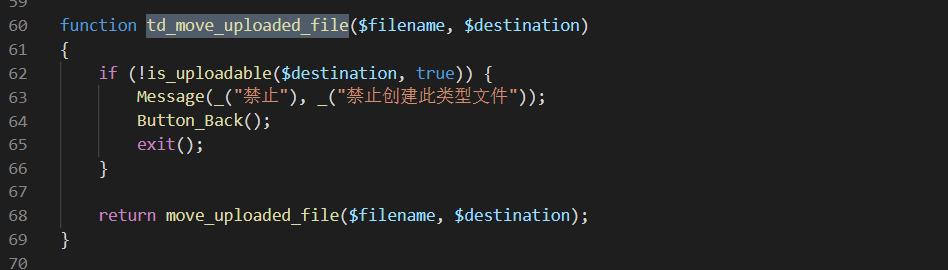 59
60 function td_move_uploaded_file($filename, $destination)
61 {
62 if (!is_uploadable($destination, true)) {
63 Message(_("禁止"), _("禁止创建此类型文件"));
64 Button_Back();
65 exit();
66 }
67
68 return move_uploaded_file($filename, $destination);
69 }
70